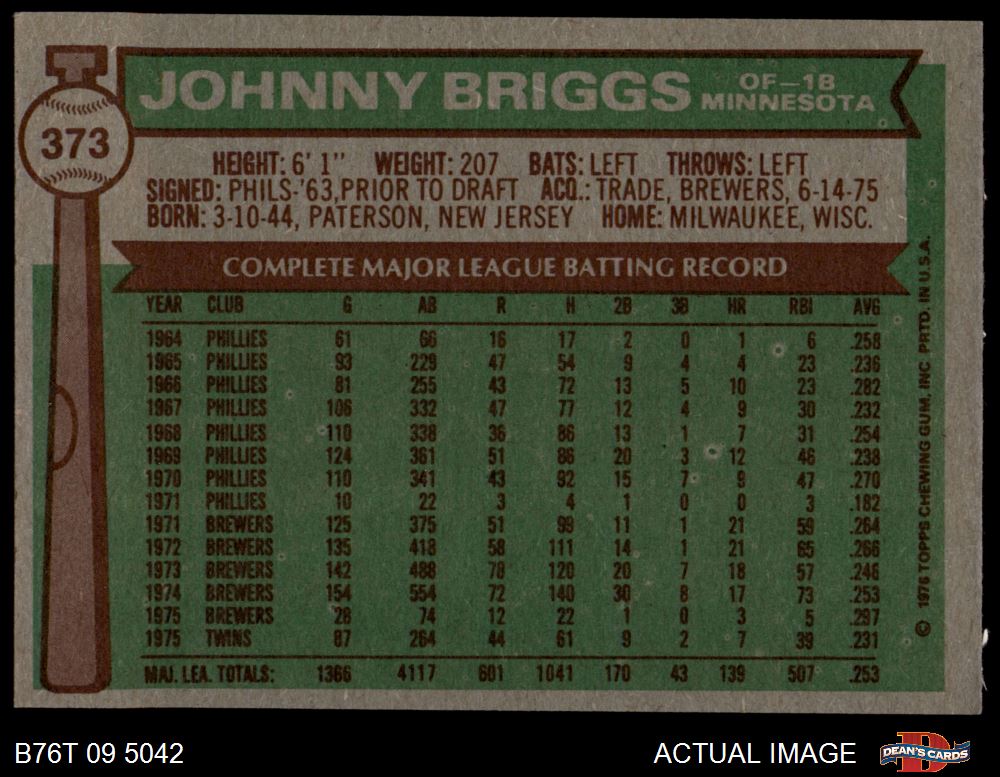 373
JOHNNY BRIGGS OF—1B MINNESOTA
HEIGHT: 6' 1" WEIGHT: 207 BATS: LEFT THROWS: LEFT
SIGNED: PHILS-'63,PRIOR TO DRAFT ACQ.: TRADE, BREWERS, 6-14-75
BORN: 3-10-44, PATERSON, NEW JERSEY HOME: MILWAUKEE, WISC.
COMPLETE MAJOR LEAGUE BATTING RECORD
YEAR CLUB G AB R H 2B 3B HR RBI AVG
1964 PHILLIES 61 66 16 17 2 0 1 6 .258
1965 PHILLIES 93 229 47 54 9 4 4 23 .236
1966 PHILLIES 81 255 43 72 13 5 10 23 .282
1967 PHILLIES 106 332 47 77 12 4 9 30 .232
1968 PHILLIES 110 338 36 86 13 1 7 31 .254
1969 PHILLIES 124 361 51 86 20 3 12 46 .238
1970 PHILLIES 110 341 43 92 15 7 9 47 .270
1971 PHILLIES 10 22 3 4 1 0 0 3 .182
1971 BREWERS 125 375 51 99 11 1 21 59 .264
1972 BREWERS 135 418 58 111 14 1 21 65 .266
1973 BREWERS 142 488 78 120 20 7 18 57 .246
1974 BREWERS 154 554 72 140 30 8 17 73 .253
1975 BREWERS 28 74 12 22 1 0 3 5 .297
1975 TWINS 87 264 44 61 9 2 7 39 .231
MAJ. LEA. TOTALS: 1366 4117 601 1041 170 43 139 507 .253
© 1976 TOPPS CHEWING GUM, INC PRTD. IN U.S.A.
B76T 09 5042 ACTUAL IMAGE DEAN'S CARDS